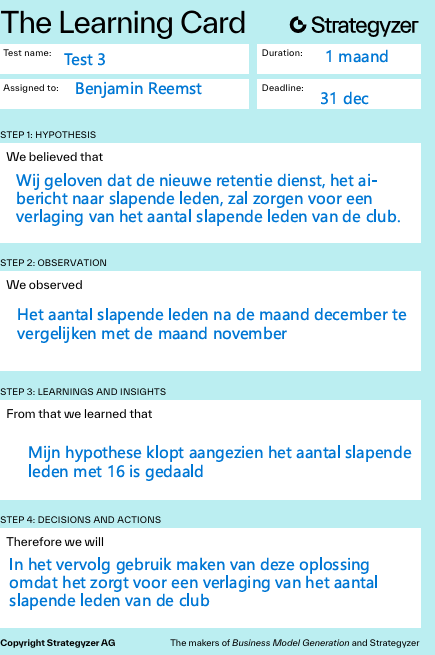 The Learning Card
Strategyzer
Test name: Test 3
Duration: 1 maand
Assigned to: Benjamin Reemst
Deadline: 31 dec
STEP 1: HYPOTHESIS
We believed that
Wij geloven dat de nieuwe retentie dienst, het ai-
bericht naar slapende leden, zal zorgen voor een
verlaging van het aantal slapende leden van de club.
STEP 2: OBSERVATION
We observed
Het aantal slapende leden na de maand december te
vergelijken met de maand november
STEP 3: LEARNINGS AND INSIGHTS
From that we learned that
Mijn hypothese klopt aangezien het aantal slapende
leden met 16 is gedaald
STEP 4: DECISIONS AND ACTIONS
Therefore we will
In het vervolg gebruik maken van deze oplossing
omdat het zorgt voor een verlaging van het aantal
slapende leden van de club
Copyright Strategyzer AG
The makers of Business Model Generation and Strategyzer